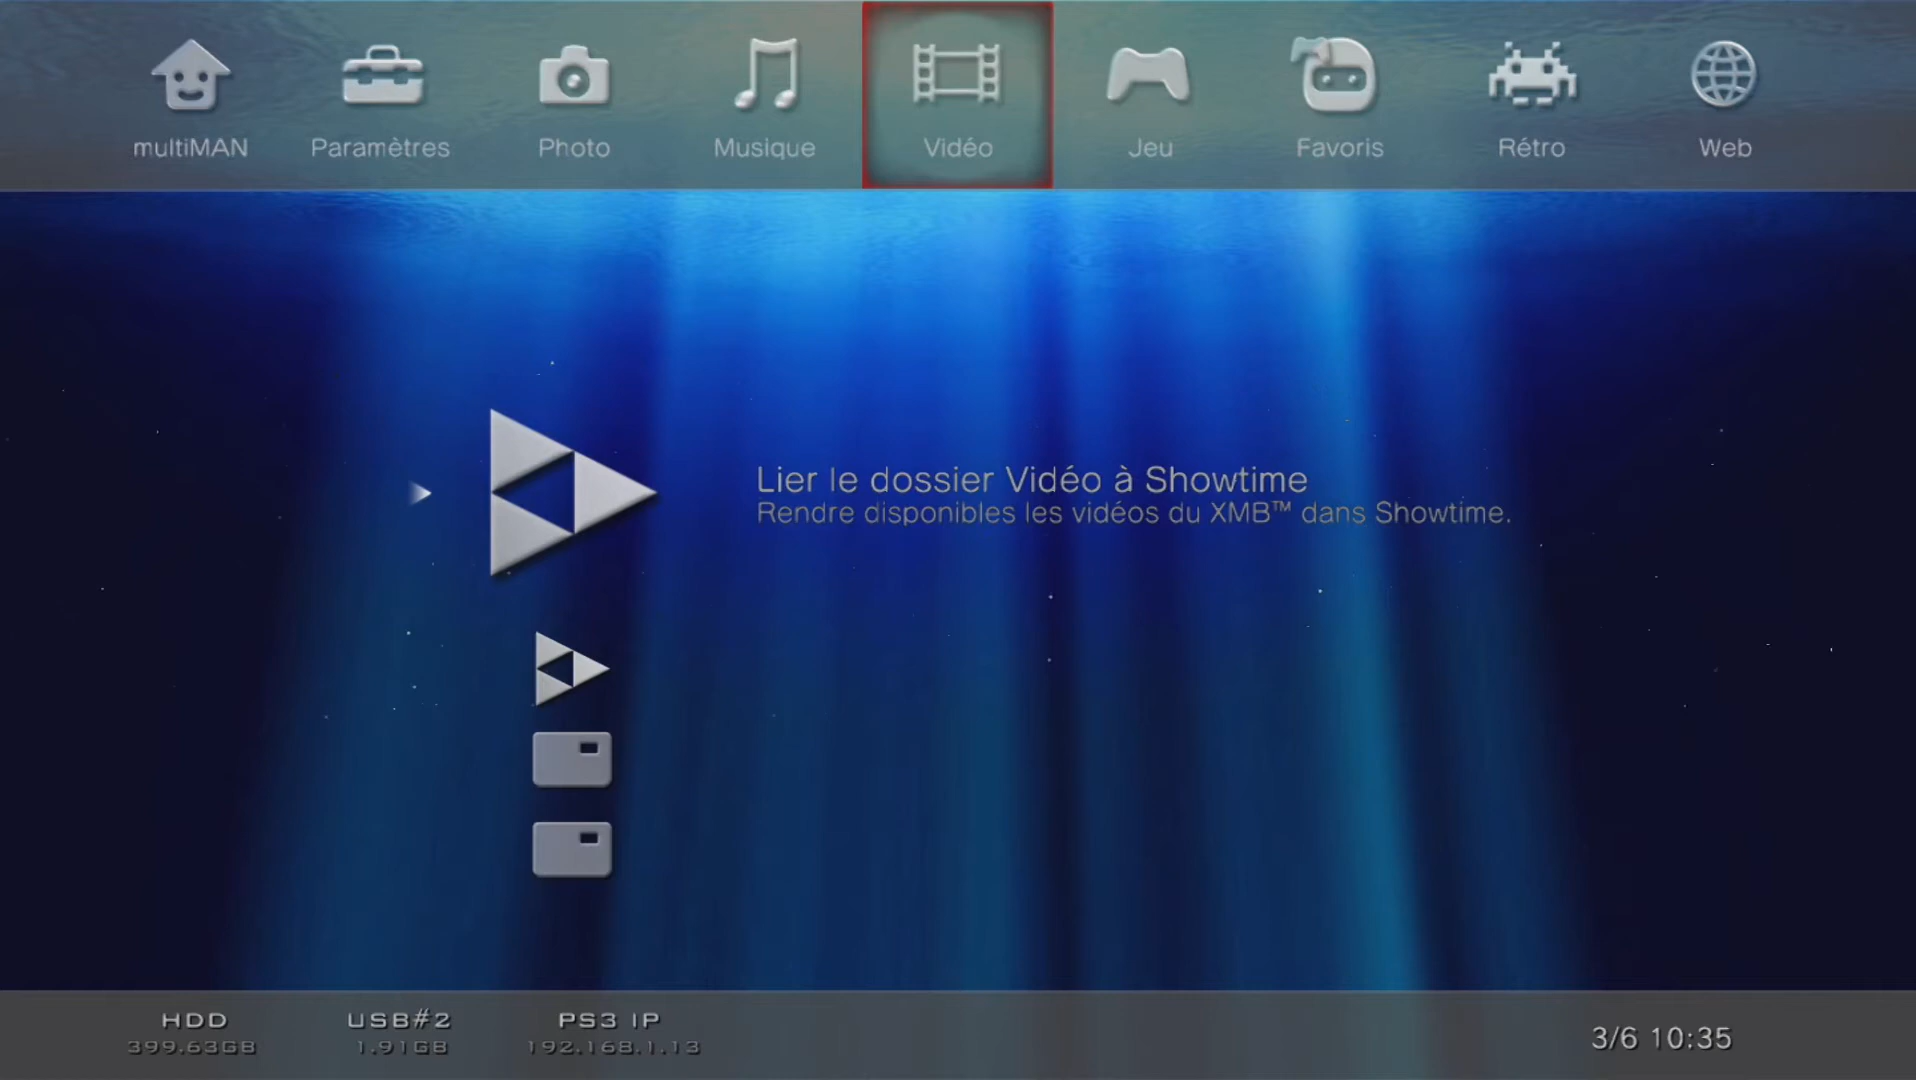 multiMAN
Paramètres
Photo
Musique
Vidéo
Jeu
Favoris
Rétro
Web
Lier le dossier Vidéo à Showtime
Rendre disponibles les vidéos du XMB™ dans Showtime.
HDD
399.63GB
USB#2
1.91GB
PS3 IP
192.168.1.13
3/6 10:35